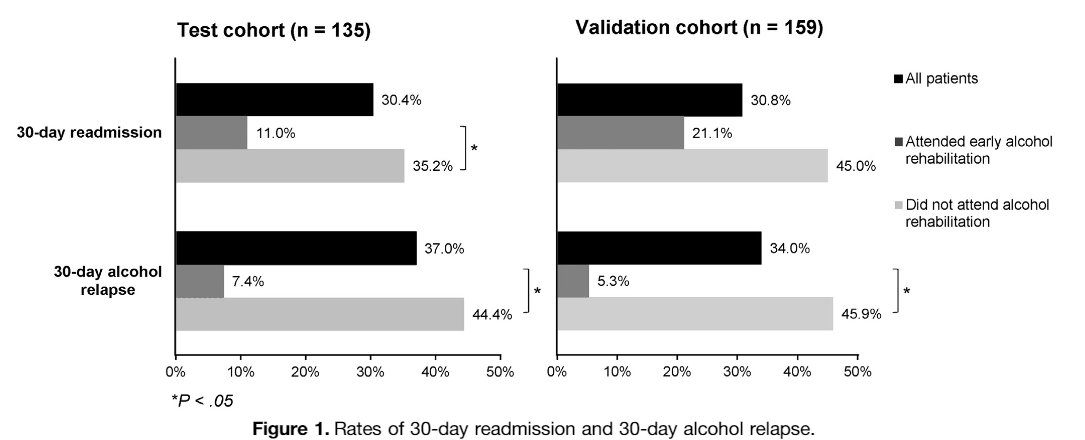 Test cohort (n = 135)
Validation cohort (n = 159)
All patients
Attended early alcohol
rehabilitation
Did not attend alcohol
rehabilitation
30-day readmission
30.4%
11.0%
35.2%
*
30-day alcohol
relapse
37.0%
7.4%
44.4%
*
0% 10% 20% 30% 40% 50%
30.8%
21.1%
45.0%
34.0%
5.3%
45.9%
*
0% 10% 20% 30% 40% 50%
*P < .05
Figure 1. Rates of 30-day readmission and 30-day alcohol relapse.